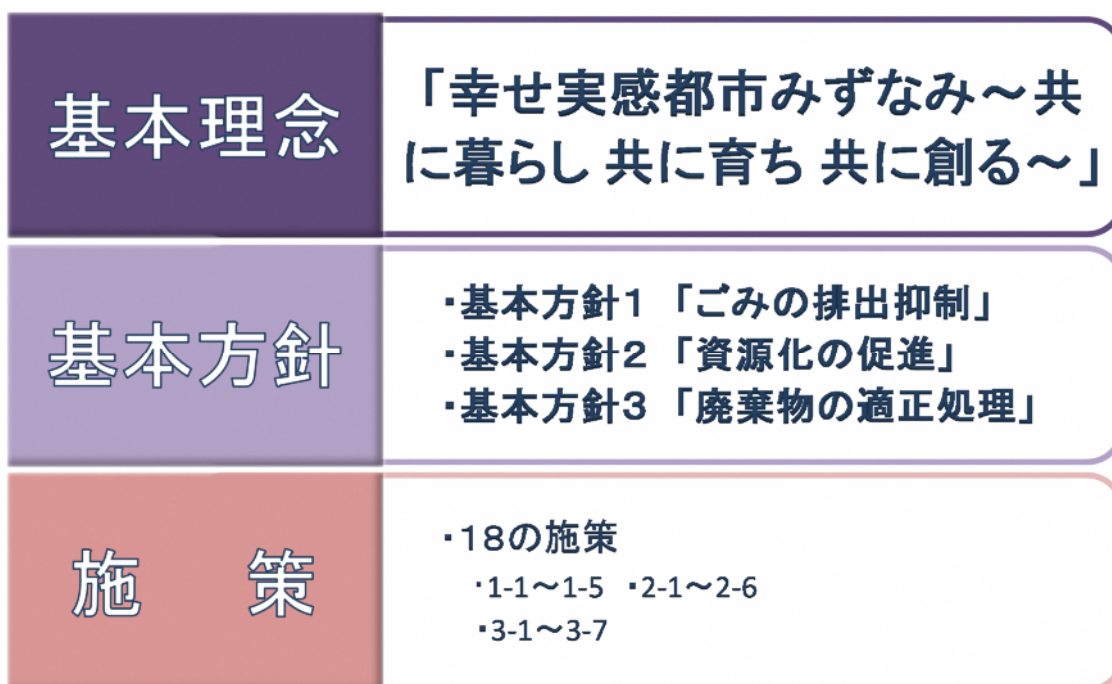 基本理念
「幸せ実感都市みずなみ～共
に暮らし 共に育ち 共に創る～」
基本方針
・基本方針1 「ごみの排出抑制」
・基本方針2 「資源化の促進」
・基本方針3 「廃棄物の適正処理」
施　策
・18の施策
・1-1～1-5 ・2-1～2-6
・3-1～3-7